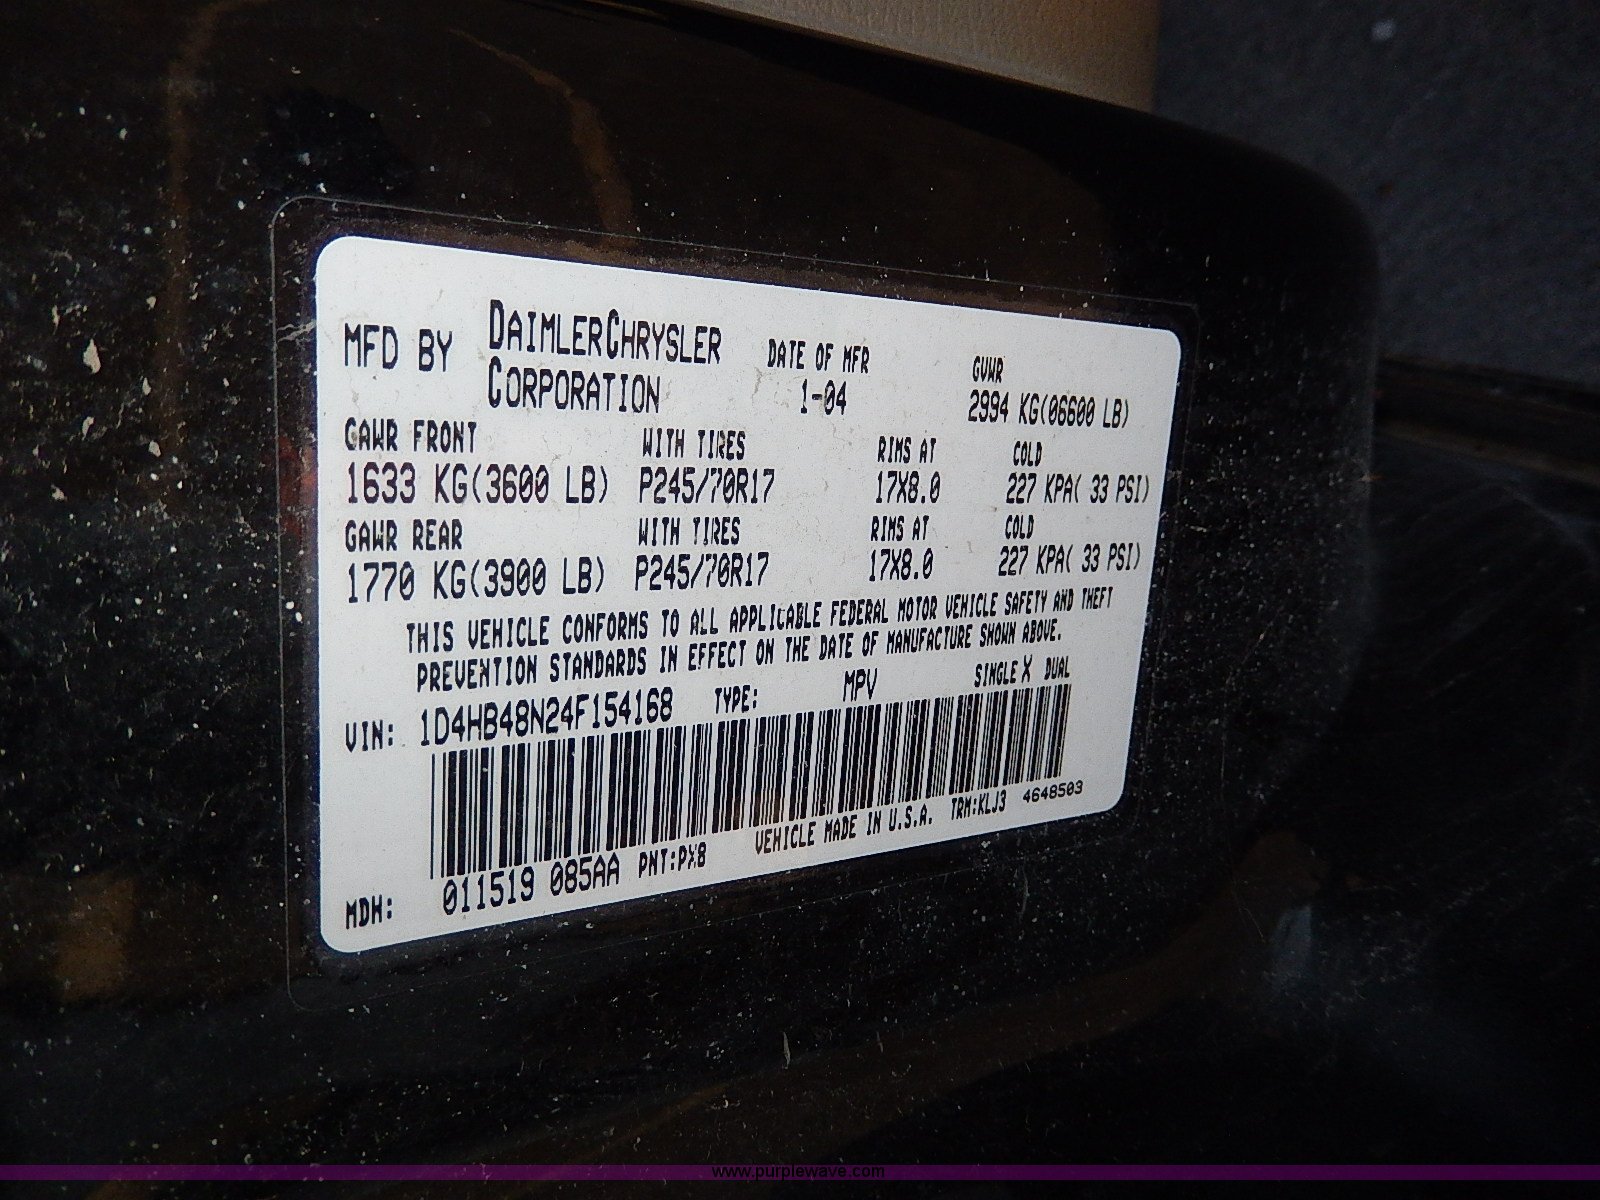 MFD BY DAIMLERCHRYSLER CORPORATION DATE OF MFR 1-04 GVWR 2994 KG(06600 LB)
GAWR FRONT WITH TIRES RIMS AT COLD
1633 KG(3600 LB) P245/70R17 17X8.0 227 KPA( 33 PSI)
GAWR REAR WITH TIRES RIMS AT COLD
1770 KG(3900 LB) P245/70R17 17X8.0 227 KPA( 33 PSI)
THIS VEHICLE CONFORMS TO ALL APPLICABLE FEDERAL MOTOR VEHICLE SAFETY AND THEFT
PREVENTION STANDARDS IN EFFECT ON THE DATE OF MANUFACTURE SHOWN ABOVE.
VIN: 1D4HB48N24F154168 TYPE: MPV SINGLE X DUAL
MDH: 011519 085AA PNT:PX8 VEHICLE MADE IN U.S.A. TRM:KLJ3 4648503
www.purplewave.com